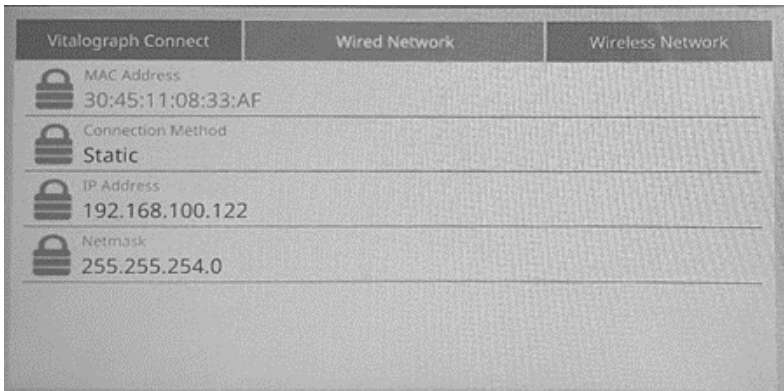 Vitalograph Connect
Wired Network
Wireless Network
MAC Address
30:45:11:08:33:AF
Connection Method
Static
IP Address
192.168.100.122
Netmask
255.255.254.0